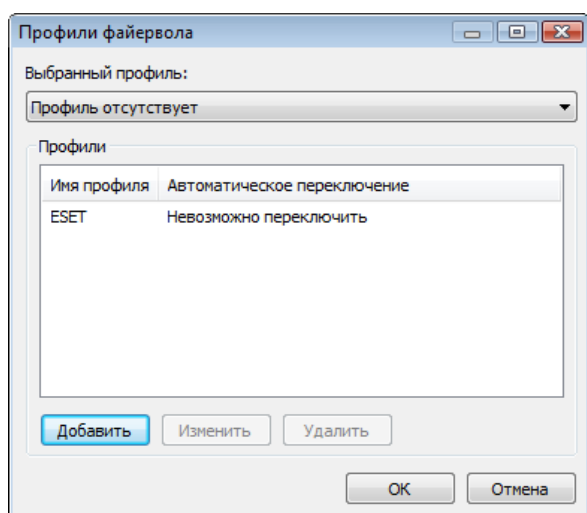 Профили файервола
Выбранный профиль:
Профиль отсутствует
Профили
Имя профиля Автоматическое переключение
ESET Невозможно переключить
Добавить Изменить Удалить
OK Отмена